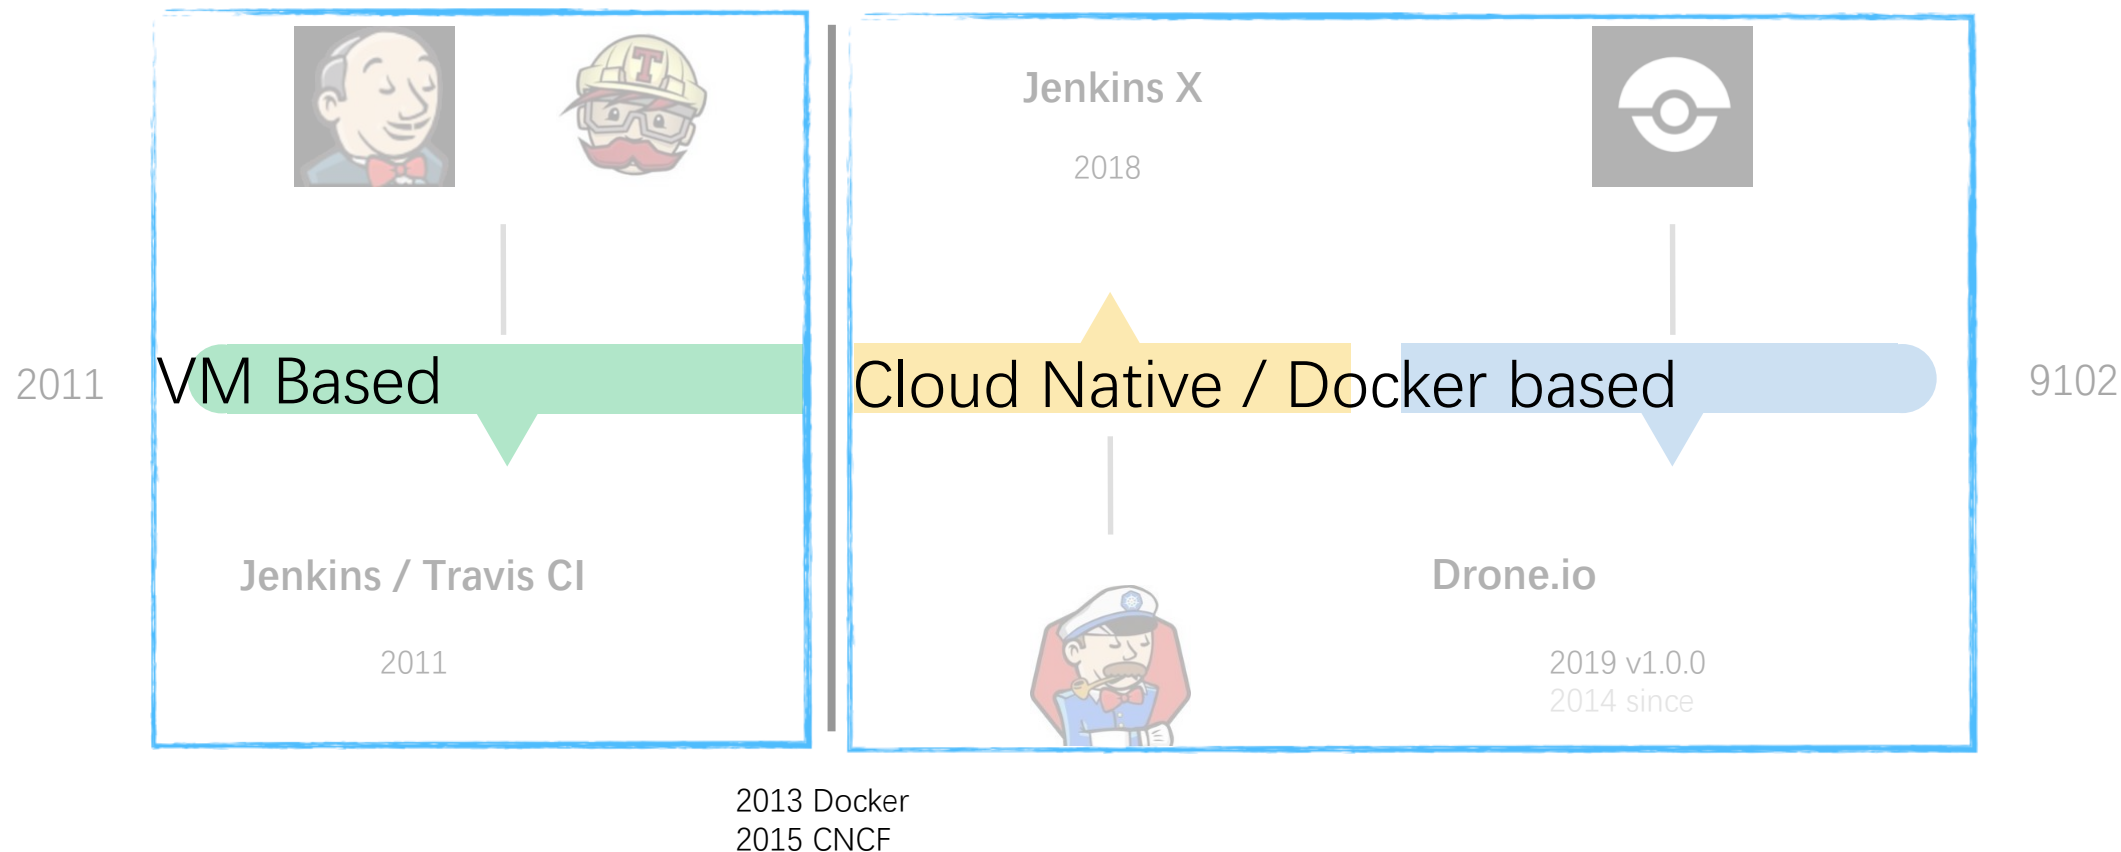 T
Jenkins X
2018
2011
VM Based
Cloud Native / Docker based
9102
Jenkins / Travis CI
2011
Drone.io
2019 v1.0.0
2014 since
2013 Docker
2015 CNCF